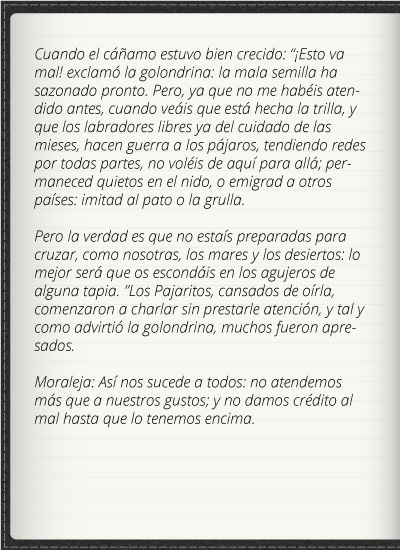 Cuando el cáñamo estuvo bien crecido: “¡Esto va
mal! exclamó la golondrina: la mala semilla ha
sazonado pronto. Pero, ya que no me habéis aten-
dido antes, cuando veáis que está hecha la trilla, y
que los labradores libres ya del cuidado de las
mieses, hacen guerra a los pájaros, tendiendo redes
por todas partes, no voléis de aquí para allá; per-
maneced quietos en el nido, o emigrad a otros
países: imitad al pato o la grulla.

Pero la verdad es que no estaís preparadas para
cruzar, como nosotras, los mares y los desiertos: lo
mejor será que os escondáis en los agujeros de
alguna tapia. ”Los Pajaritos, cansados de oírla,
comenzaron a charlar sin prestarle atención, y tal y
como advirtió la golondrina, muchos fueron apre-
sados.

Moraleja: Así nos sucede a todos: no atendemos
más que a nuestros gustos; y no damos crédito al
mal hasta que lo tenemos encima.